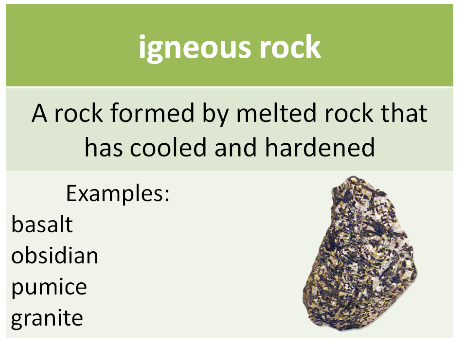 igneous rock
A rock formed by melted rock that
has cooled and hardened
Examples:
basalt
obsidian
pumice
granite